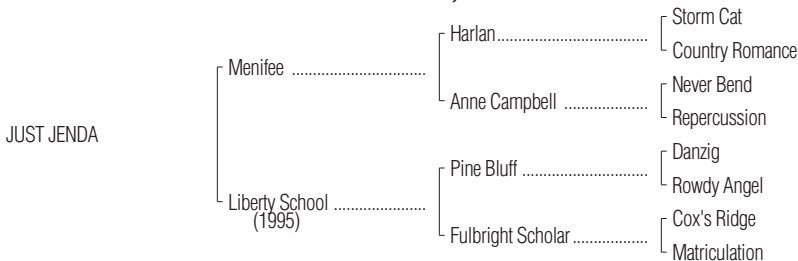 Storm Cat
Harlan......................................
Country Romance
Menifee ................................
Never Bend
Anne Campbell ....................
Repercussion
JUST JENDA
Danzig
Pine Bluff ..............................
Rowdy Angel
Liberty School ......................
(1995)
Cox's Ridge
Fulbright Scholar..................
Matriculation